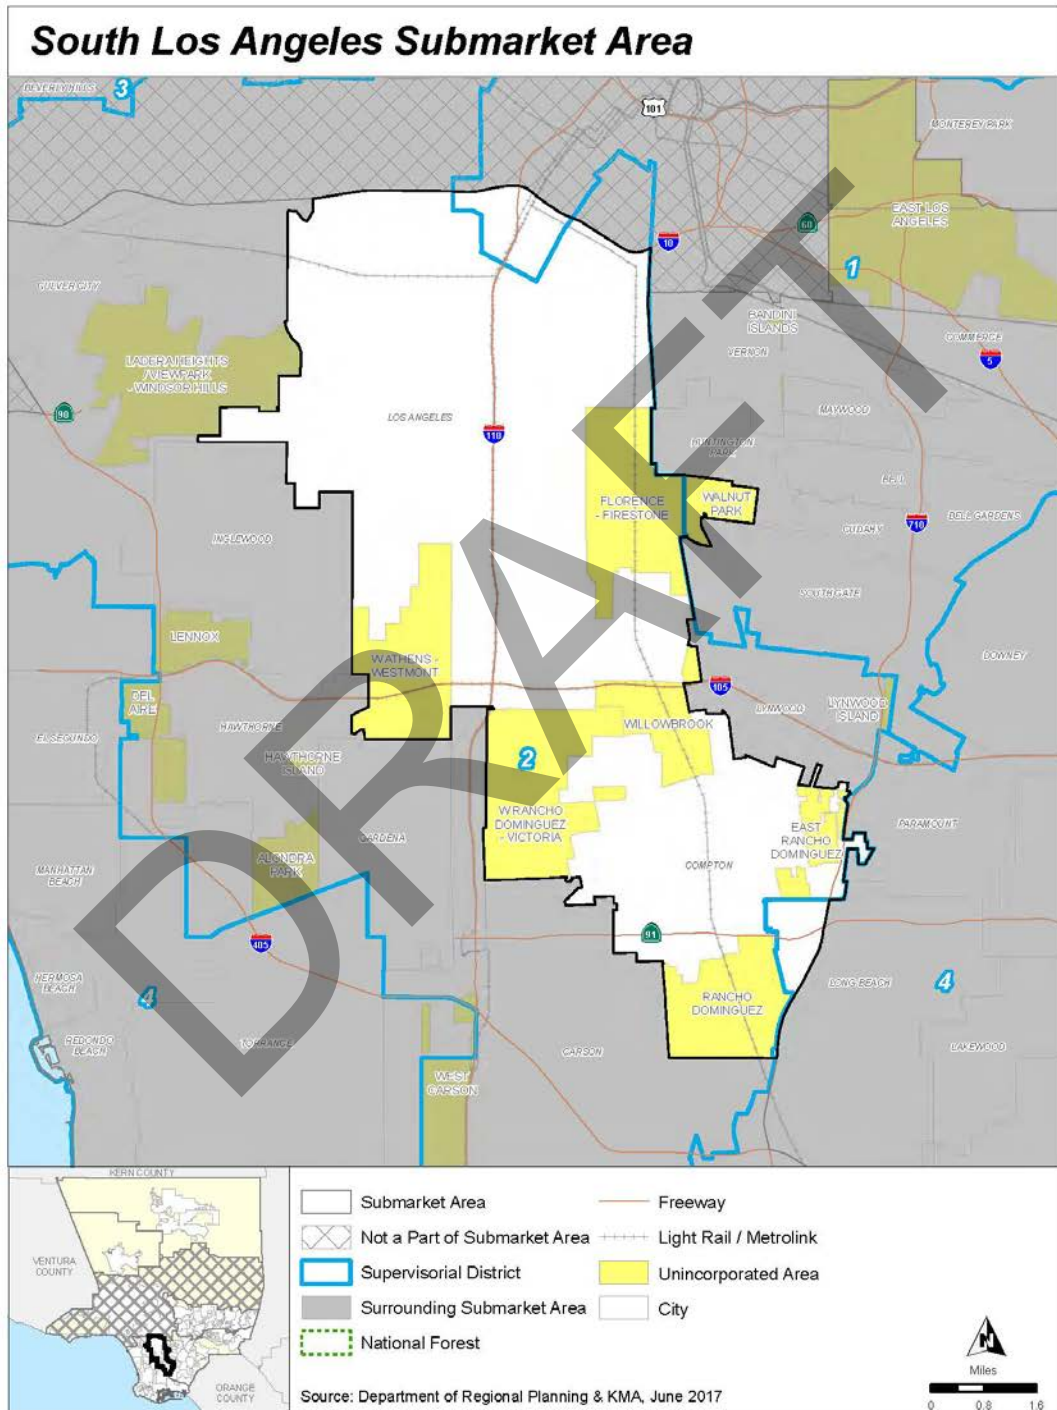 South Los Angeles Submarket Area
BEVERLY HILLS
3
101
MONTEREY PARK
EAST LOS
ANGELES
60
10
1
CULVER CITY
BANDINI
ISLANDS
VERNON
COMMERCE
5
LADERA HEIGHTS
/ VIEWPARK
- WINDSOR HILLS
90
LOS ANGELES
110
MAYWOOD
HUNTINGTON
PARK
BELL
FLORENCE
- FIRESTONE
WALNUT
PARK
710
BELL GARDENS
CUDAHY
INGLEWOOD
SOUTH GATE
LENNOX
DOWNEY
WATHENS -
WESTMONT
105
DEL
AIRE
LYNWOOD
LYNWOOD
ISLAND
WILLOWBROOK
HAWTHORNE
EL SEGUNDO
HAWTHORNE
ISLAND
2
W RANCHO
DOMINGUEZ
- VICTORIA
GARDENA
EAST
RANCHO
DOMINGUEZ
PARAMOUNT
COMPTON
ALONDRA
PARK
MANHATTAN
BEACH
91
405
HERMOSA
BEACH
4
RANCHO
DOMINGUEZ
LONG BEACH
4
REDONDO
BEACH
TORRANCE
CARSON
LAKEWOOD
WEST
CARSON
DRAFT
KERN COUNTY
VENTURA
COUNTY
ORANGE
COUNTY
Submarket Area
Not a Part of Submarket Area
Supervisorial District
Surrounding Submarket Area
National Forest
Freeway
Light Rail / Metrolink
Unincorporated Area
City
Source: Department of Regional Planning & KMA, June 2017
N
Miles
0 0.8 1.6